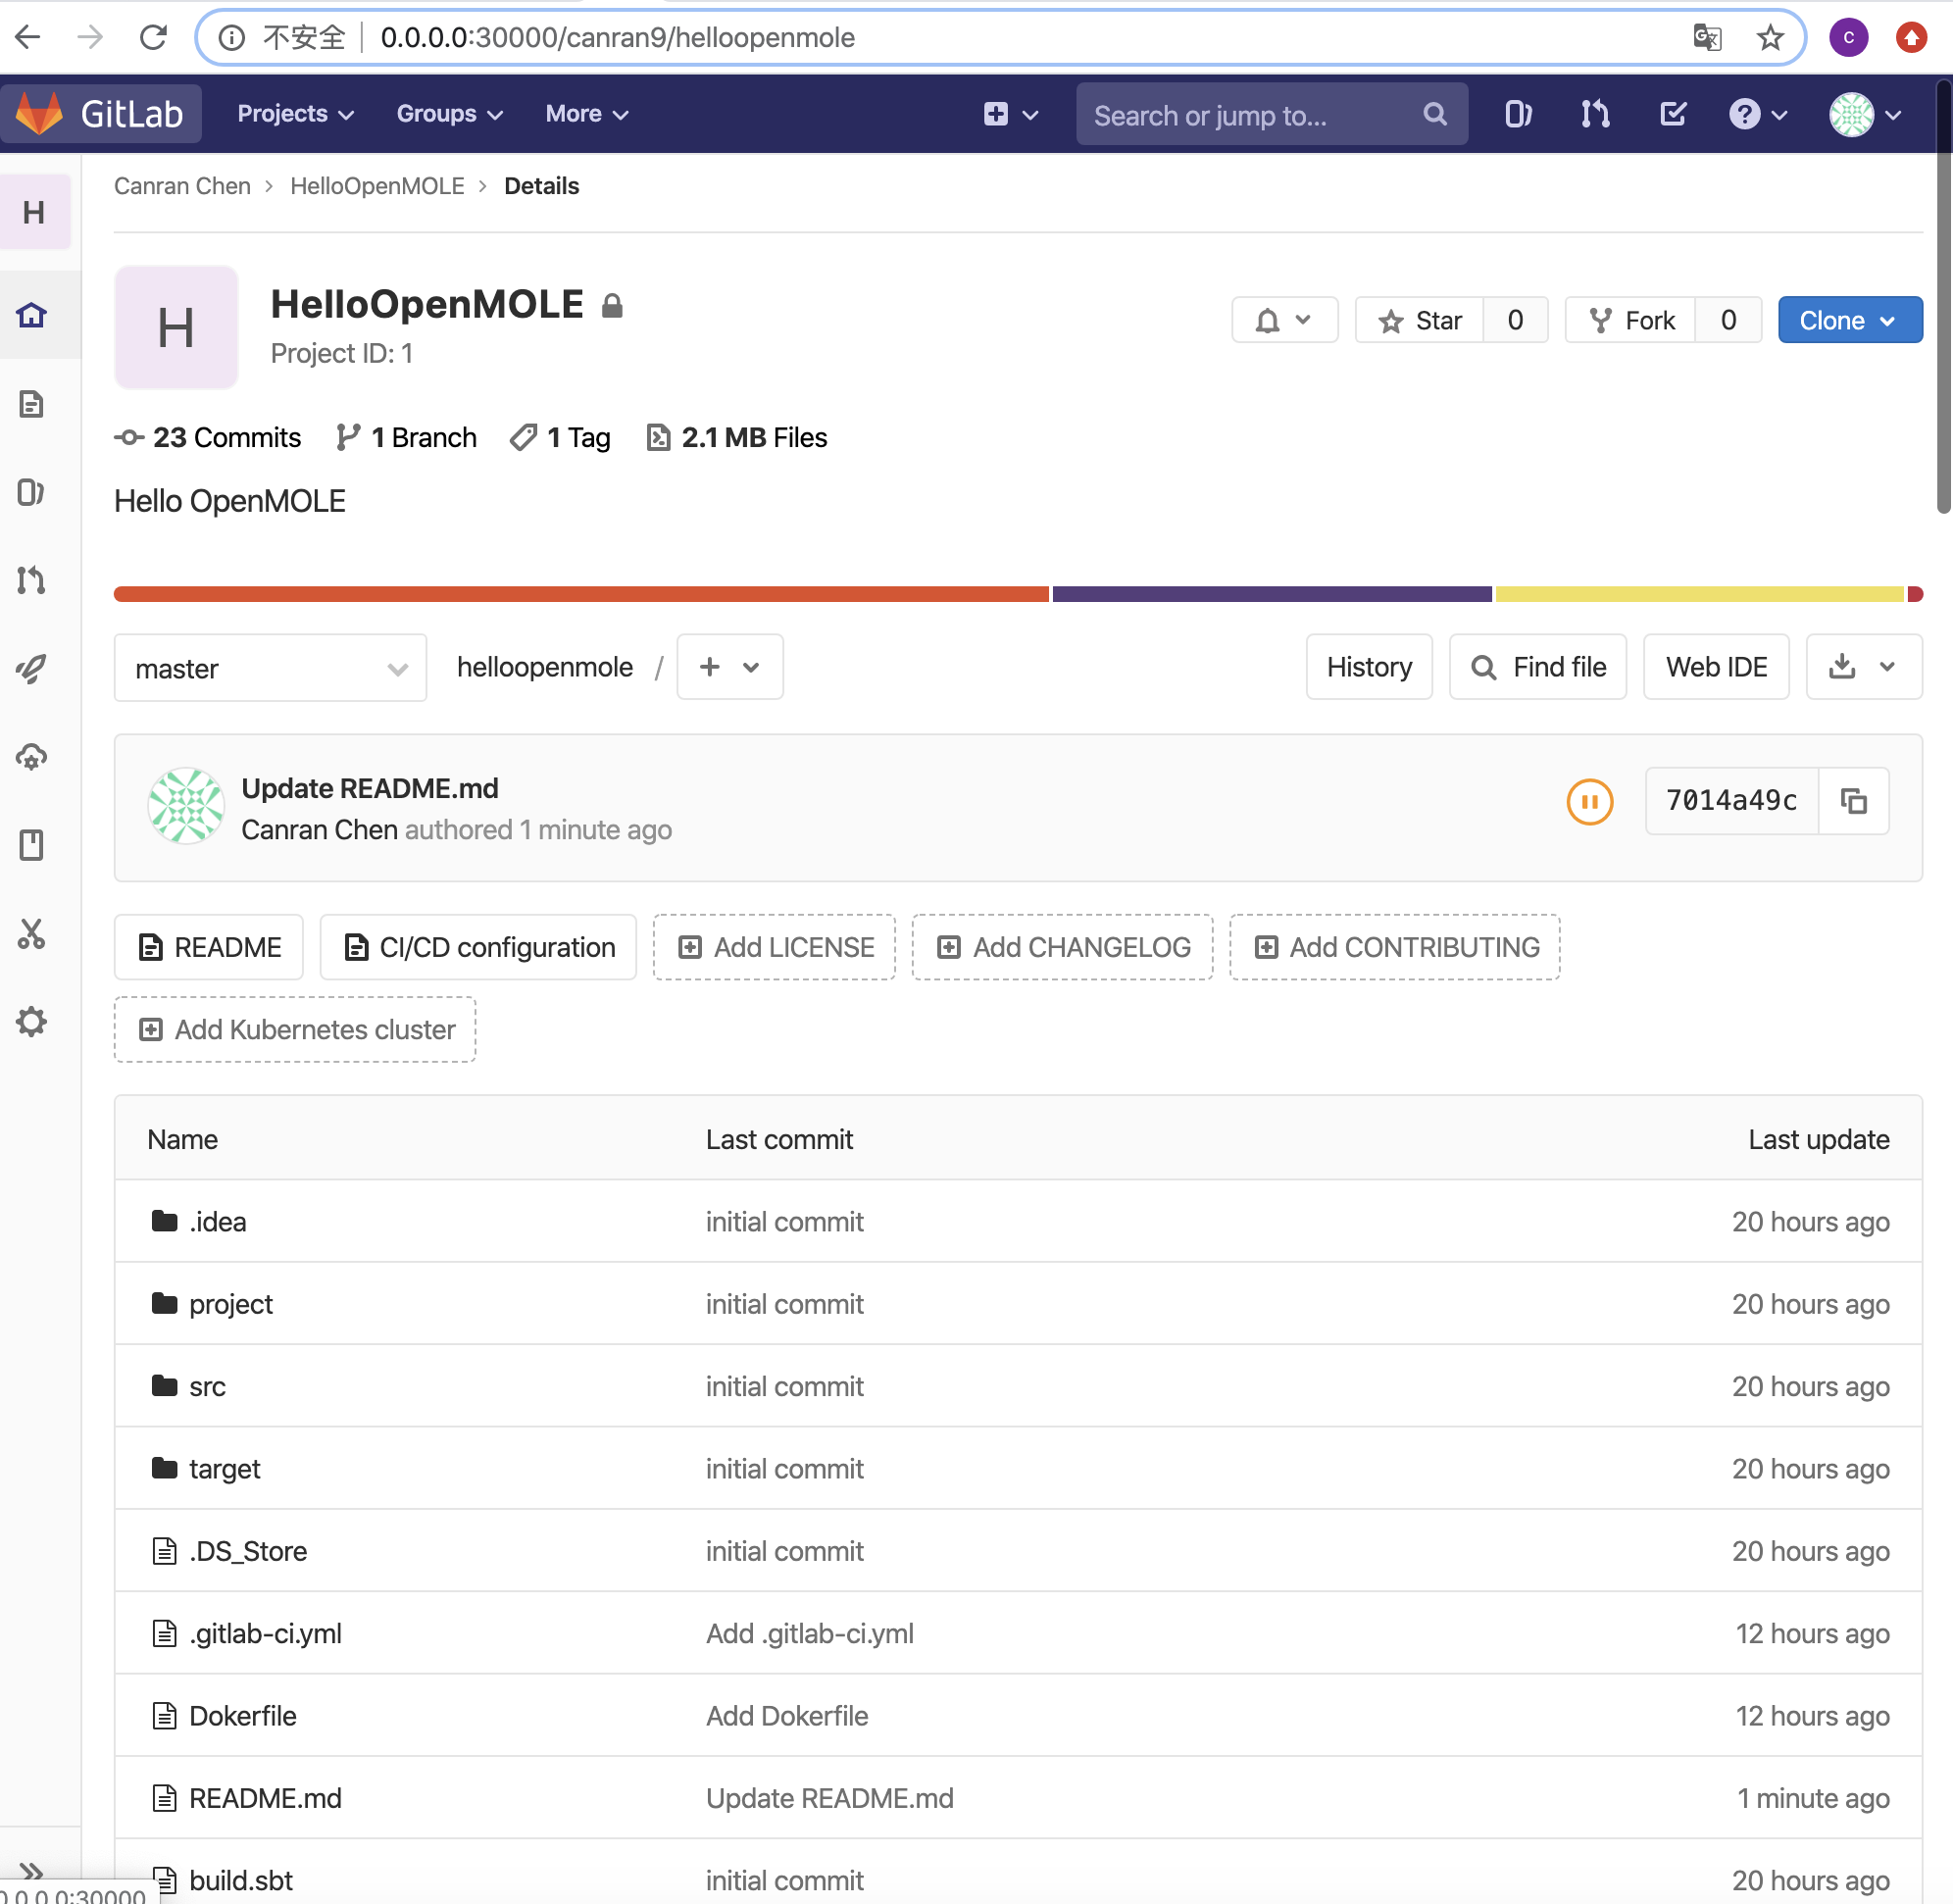 不安全 0.0.0.0:30000/canran9/helloopenmole C
GitLab Projects Groups More Search or jump to...
Canran Chen > HelloOpenMOLE > Details
H
H
HelloOpenMOLE
Project ID: 1
Star 0 Fork 0 Clone
23 Commits 1 Branch 1 Tag 2.1 MB Files
Hello OpenMOLE
master helloopenmole / + History Find file Web IDE
Update README.md
Canran Chen authored 1 minute ago
7014a49c
README CI/CD configuration Add LICENSE Add CHANGELOG Add CONTRIBUTING
Add Kubernetes cluster
Name Last commit Last update
.idea initial commit 20 hours ago
project initial commit 20 hours ago
src initial commit 20 hours ago
target initial commit 20 hours ago
.DS_Store initial commit 20 hours ago
.gitlab-ci.yml Add .gitlab-ci.yml 12 hours ago
Dokerfile Add Dokerfile 12 hours ago
README.md Update README.md 1 minute ago
build.sbt initial commit 20 hours ago
0.0.0.0:30000